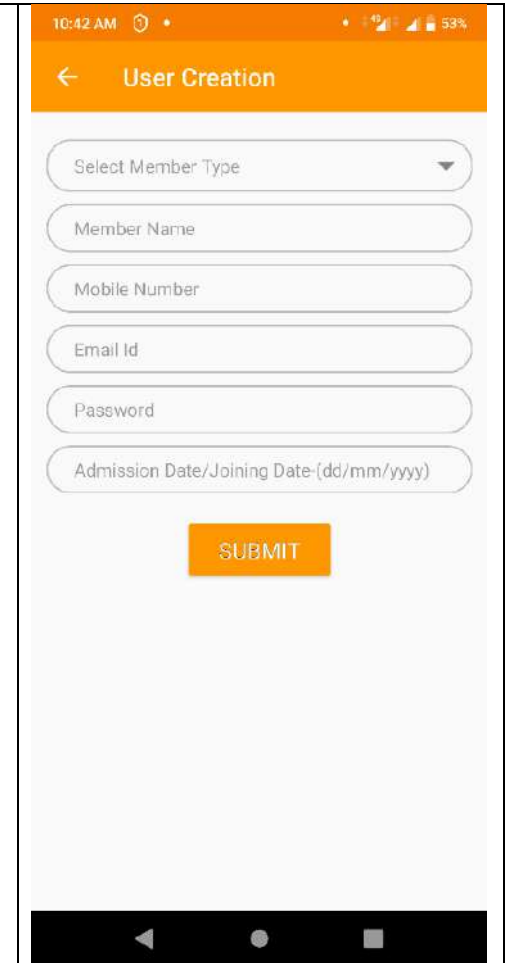 10:42 AM
53%
User Creation
Select Member Type
Member Name
Mobile Number
Email Id
Password
Admission Date/Joining Date-(dd/mm/yyyy)
SUBMIT